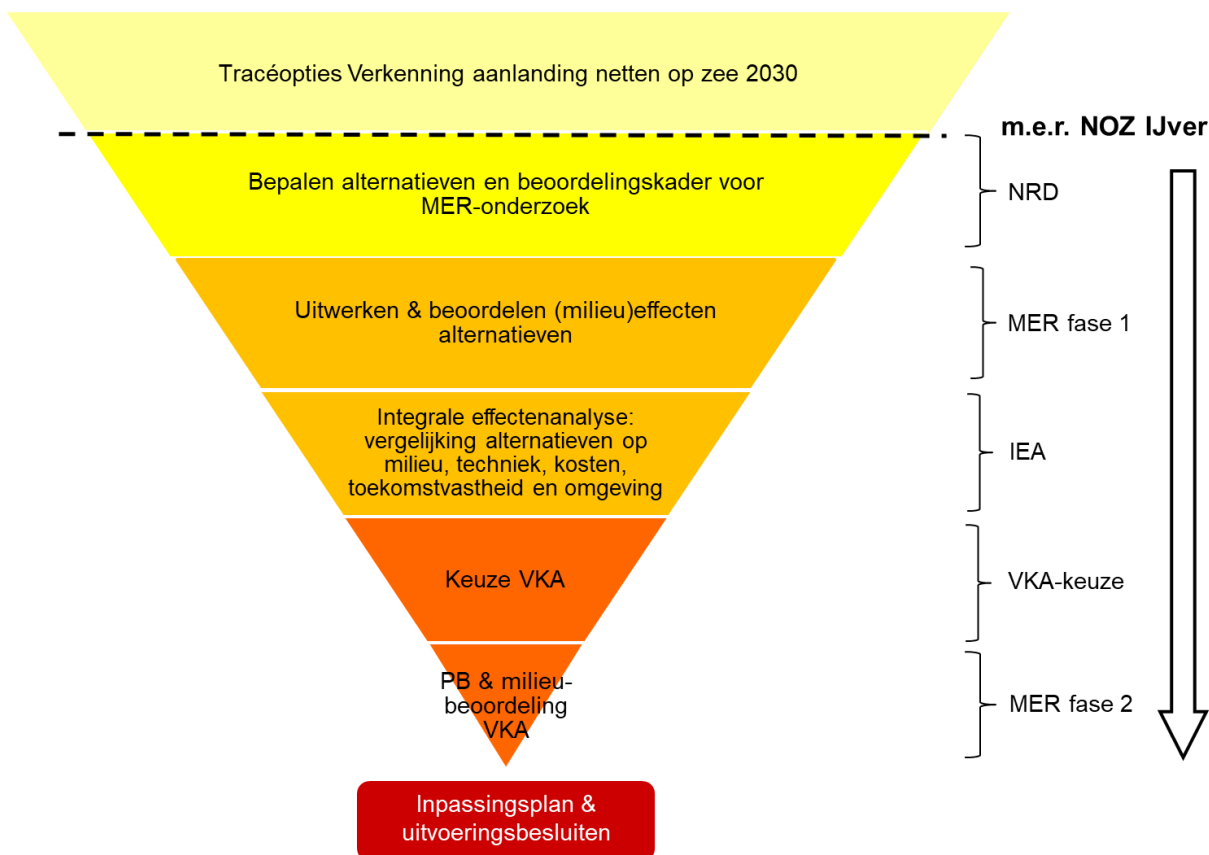 Tracéopties Verkenning aanlanding netten op zee 2030
m.e.r. NOZ IJver
Bepalen alternatieven en beoordelingskader voor
MER-onderzoek
NRD
Uitwerken & beoordelen (milieu)effecten
alternatieven
MER fase 1
Integrale effectenanalyse:
vergelijking alternatieven op
milieu, techniek, kosten,
toekomstvastheid en omgeving
IEA
Keuze VKA
VKA-keuze
PB & milieu-
beoordeling
VKA
MER fase 2
Inpassingsplan &
uitvoeringsbesluiten